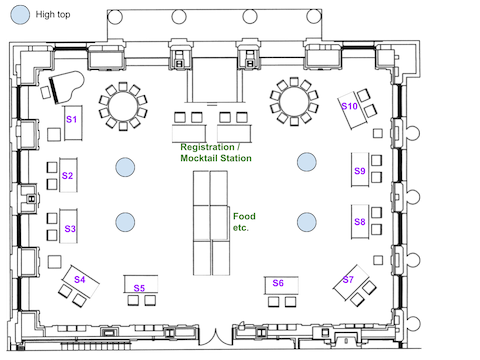 High top
S1
S10
Registration /
Mocktail Station
S2
S9
S3
Food
etc.
S8
S4
S5
S6
S7